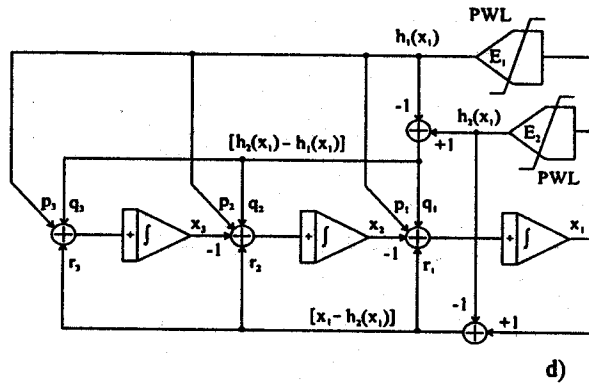 PWL
h₁(x₁)
E₁
-1
h₂(x₁)
E₂
+1
[h₂(x₁) – h₁(x₁)]
PWL
p₃ q₃ p₂ q₂ p₁ q₁
+ ∫ x₃ + ∫ x₂ + ∫ x₁
-1 -1
r₃ r₂ r₁
-1
[x₁ – h₂(x₁)] +1
d)